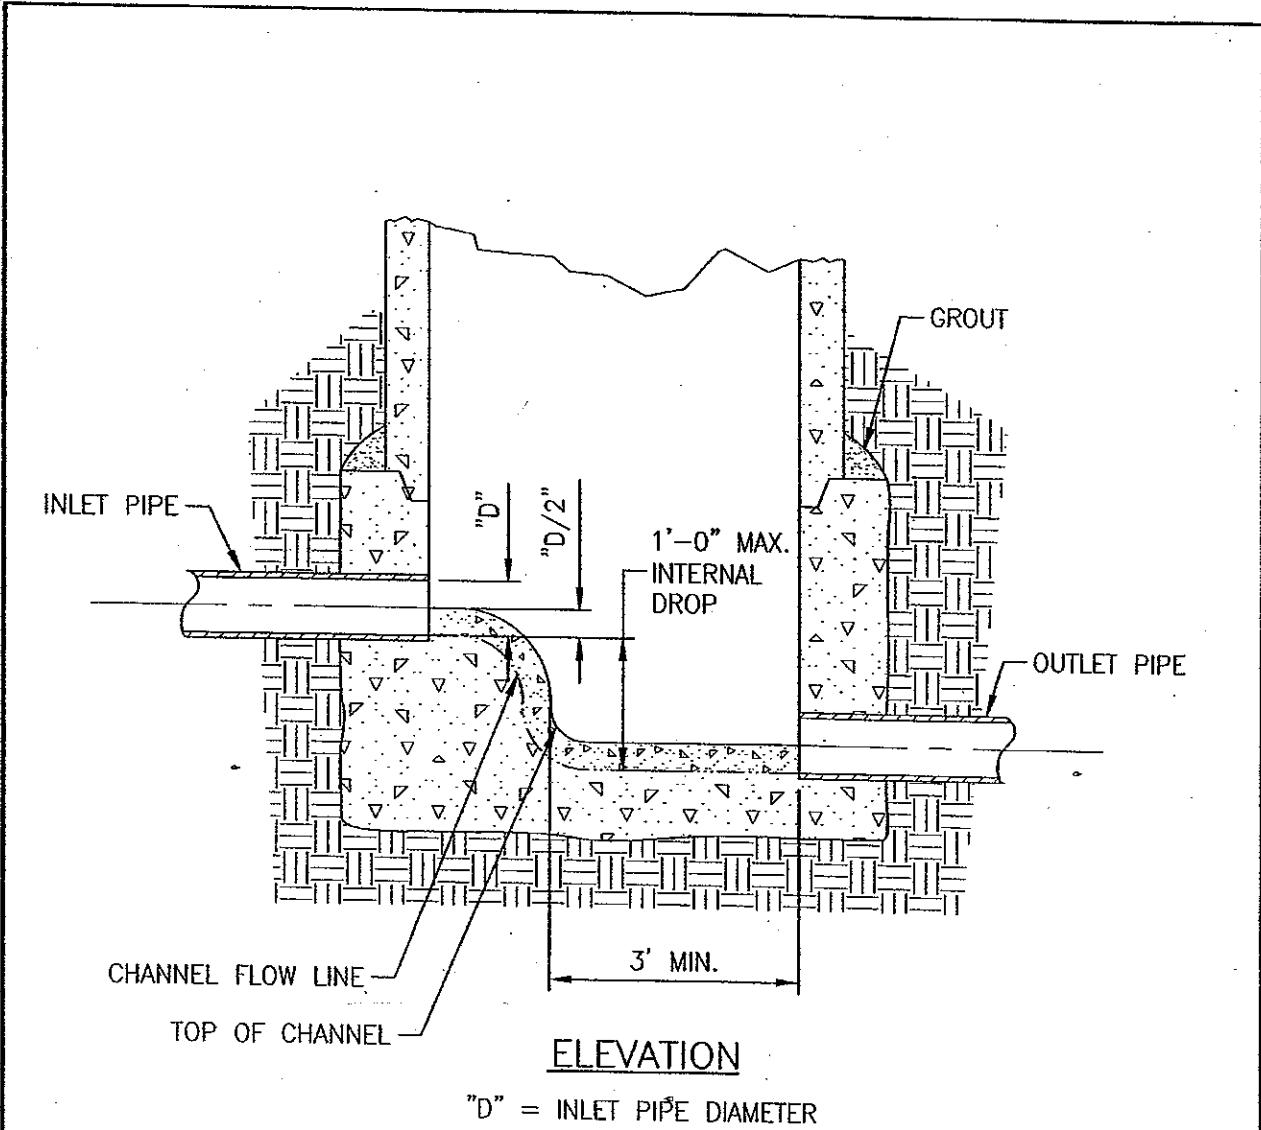 GROUT
INLET PIPE
"D"
"D/2"
1'-0" MAX.
INTERNAL
DROP
OUTLET PIPE
CHANNEL FLOW LINE
3' MIN.
TOP OF CHANNEL
ELEVATION
"D" = INLET PIPE DIAMETER